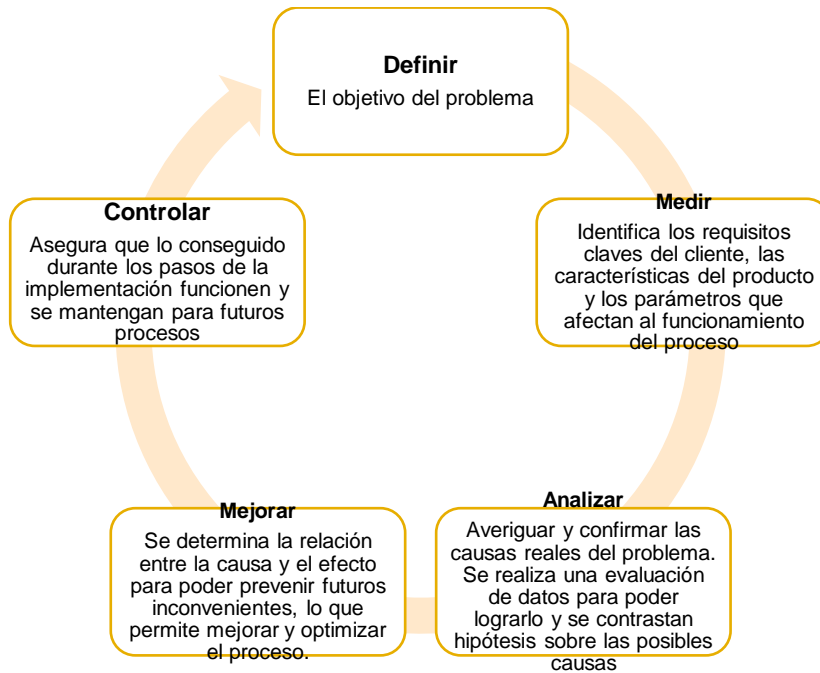 Definir
El objetivo del problema
Medir
Identifica los requisitos
claves del cliente, las
características del producto
y los parámetros que
afectan al funcionamiento
del proceso
Analizar
Averiguar y confirmar las
causas reales del problema.
Se realiza una evaluación
de datos para poder
lograrlo y se contrastan
hipótesis sobre las posibles
causas
Mejorar
Se determina la relación
entre la causa y el efecto
para poder prevenir futuros
inconvenientes, lo que
permite mejorar y optimizar
el proceso.
Controlar
Asegura que lo conseguido
durante los pasos de la
implementación funcionen y
se mantengan para futuros
procesos